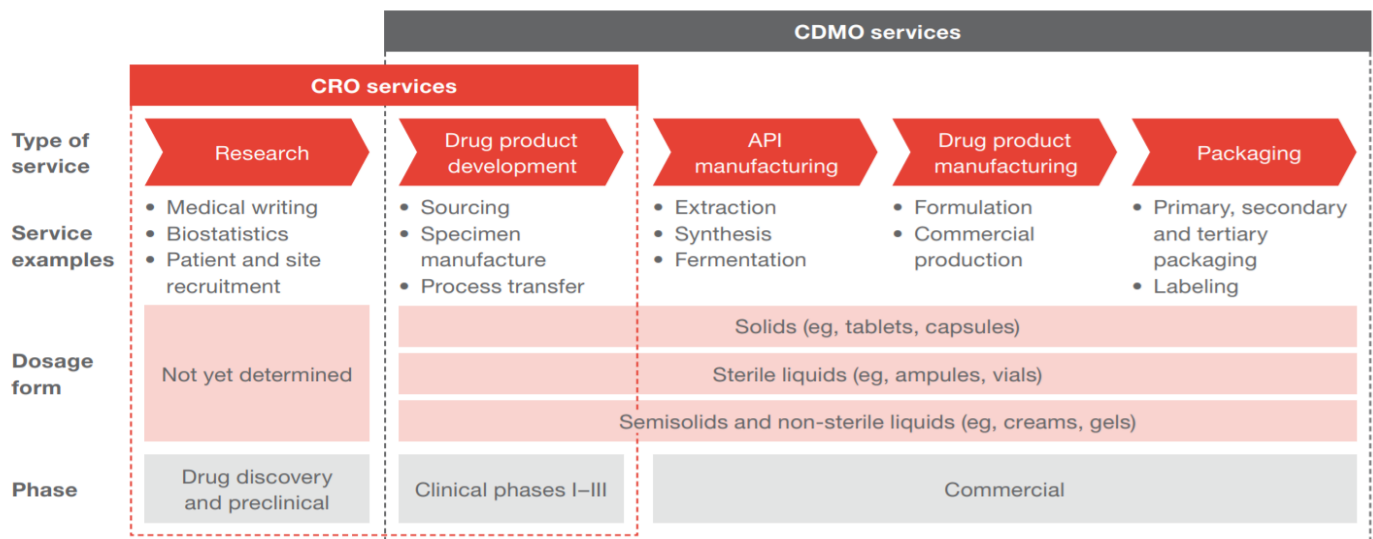 CDMO services
CRO services
Type of
service
Research
Drug product
development
API
manufacturing
Drug product
manufacturing
Packaging
Service
examples
• Medical writing
• Biostatistics
• Patient and site
recruitment
• Sourcing
• Specimen
manufacture
• Process transfer
• Extraction
• Synthesis
• Fermentation
• Formulation
• Commercial
production
• Primary, secondary
and tertiary
packaging
• Labeling
Dosage
form
Not yet determined
Solids (eg, tablets, capsules)
Sterile liquids (eg, ampules, vials)
Semisolids and non-sterile liquids (eg, creams, gels)
Phase
Drug discovery
and preclinical
Clinical phases I–III
Commercial